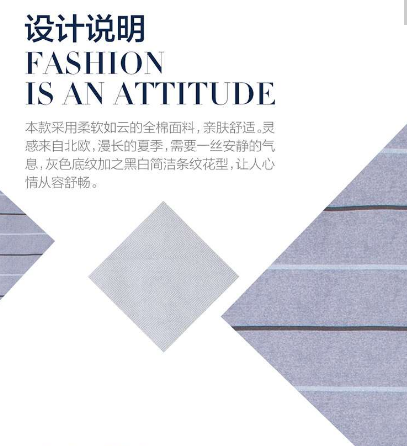 设计说明
FASHION
IS AN ATTITUDE
本款采用柔软如云的全棉面料，亲肤舒适。灵
感来自北欧，漫长的夏季，需要一丝安静的气
息，灰色底纹加之黑白简洁条纹花型，让人心
情从容舒畅。